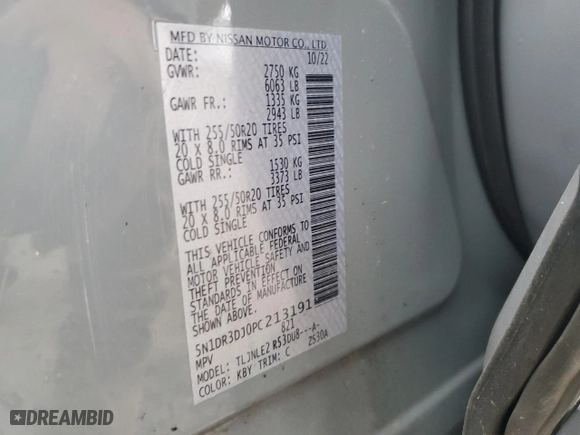 MFD BY NISSAN MOTOR CO., LTD
DATE: 10/22
GVWR: 2750 KG
6063 LB
GAWR FR.: 1335 KG
2943 LB
WITH 255/50R20 TIRES
20 X 8.0 RIMS AT 35 PSI
COLD SINGLE
GAWR RR.: 1530 KG
3373 LB
WITH 255/50R20 TIRES
20 X 8.0 RIMS AT 35 PSI
COLD SINGLE
THIS VEHICLE CONFORMS TO
ALL APPLICABLE FEDERAL
MOTOR VEHICLE SAFETY AND
THEFT PREVENTION
STANDARDS IN EFFECT ON
THE DATE OF MANUFACTURE
SHOWN ABOVE.
5N1DR3DJ0PC213191
MPV 621
MODEL: TLJNLE2 RS3DU8---A-
COLOR: KBY TRIM: C ZS30A
DREAMBID